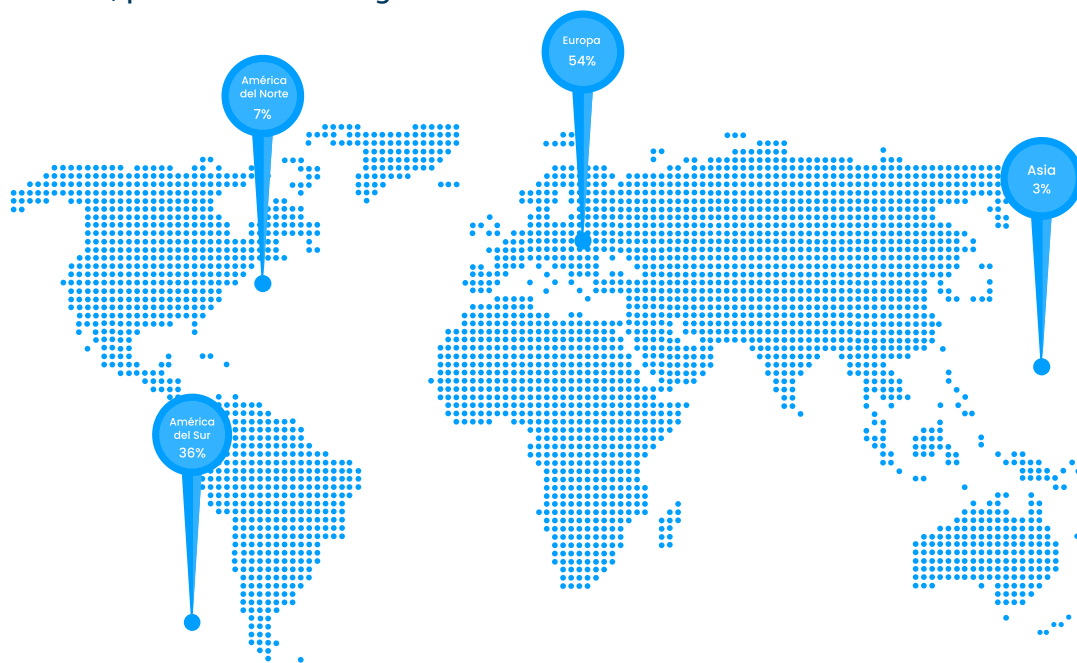 Europa
54%
América
del Norte
7%
Asia
3%
América
del Sur
36%